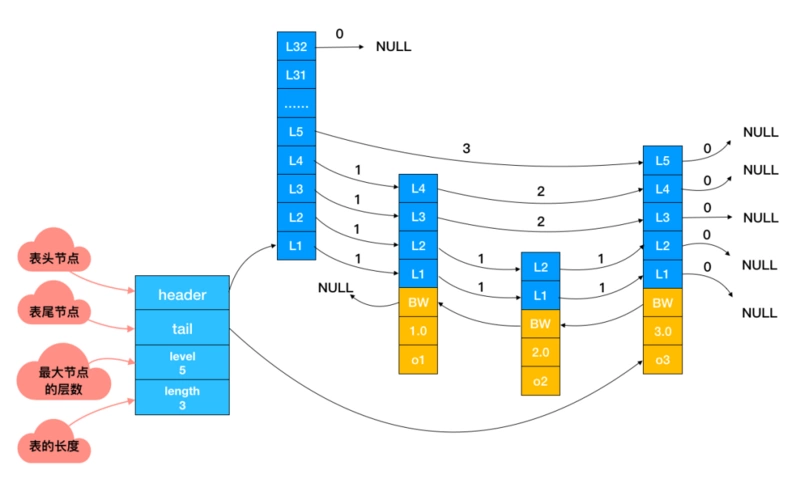 0
L32
NULL
L31
......
L5
3
L4
1
L3
1
L2
1
L1
1
L4
2
L3
2
L2
1
L1
1
NULL
BW
1.0
o1
L2
1
L1
1
BW
2.0
o2
L5
0
NULL
L4
0
NULL
L3
0
NULL
L2
0
NULL
L1
0
NULL
BW
3.0
o3
表头节点
header
表尾节点
tail
最大节点
的层数
level
5
表的长度
length
3